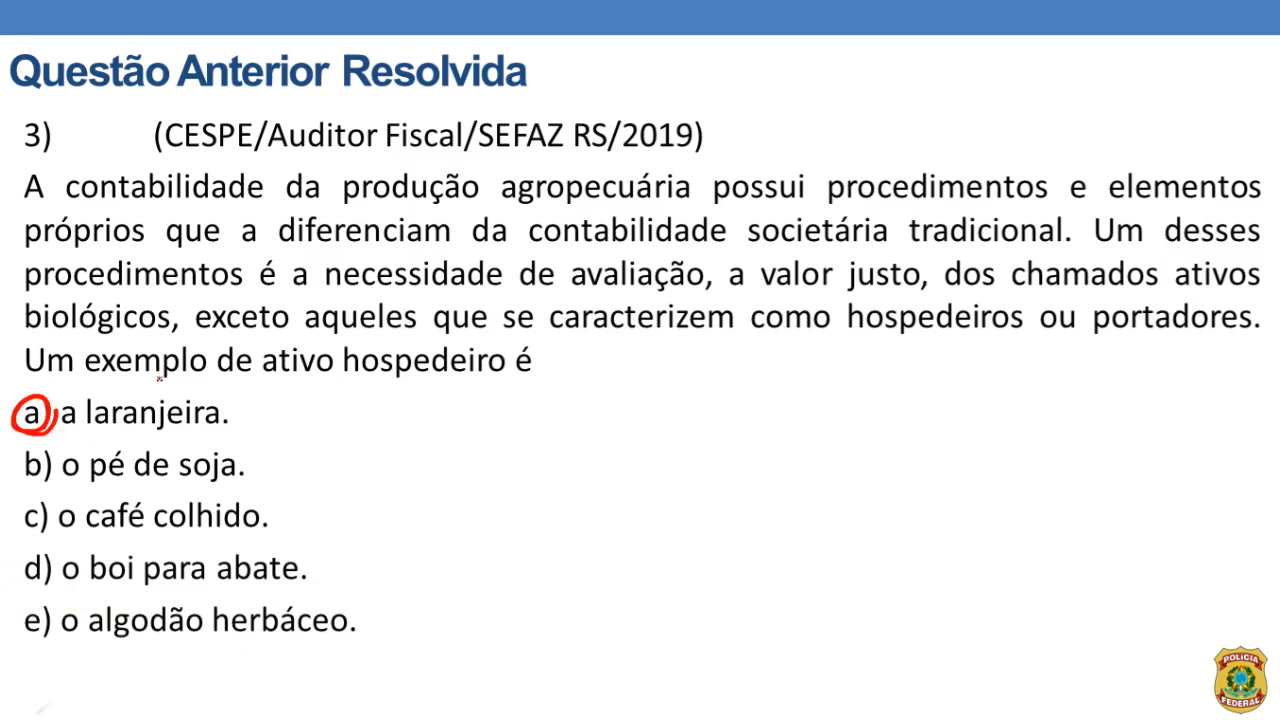 Questão Anterior Resolvida
3) (CESPE/Auditor Fiscal/SEFAZ RS/2019)
A contabilidade da produção agropecuária possui procedimentos e elementos
próprios que a diferenciam da contabilidade societária tradicional. Um desses
procedimentos é a necessidade de avaliação, a valor justo, dos chamados ativos
biológicos, exceto aqueles que se caracterizem como hospedeiros ou portadores.
Um exemplo de ativo hospedeiro é
a) a laranjeira.
b) o pé de soja.
c) o café colhido.
d) o boi para abate.
e) o algodão herbáceo.
POLÍCIA
FEDERAL